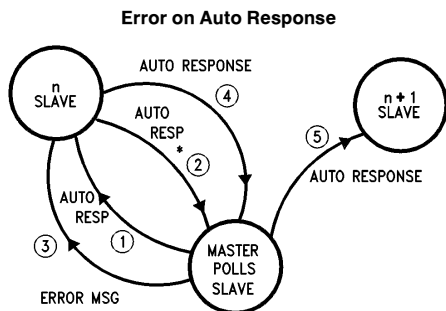 Error on Auto Response
n
SLAVE
AUTO RESPONSE
4
AUTO
RESP
*
2
n + 1
SLAVE
5
AUTO RESPONSE
AUTO
RESP
1
3
MASTER
POLLS
SLAVE
ERROR MSG